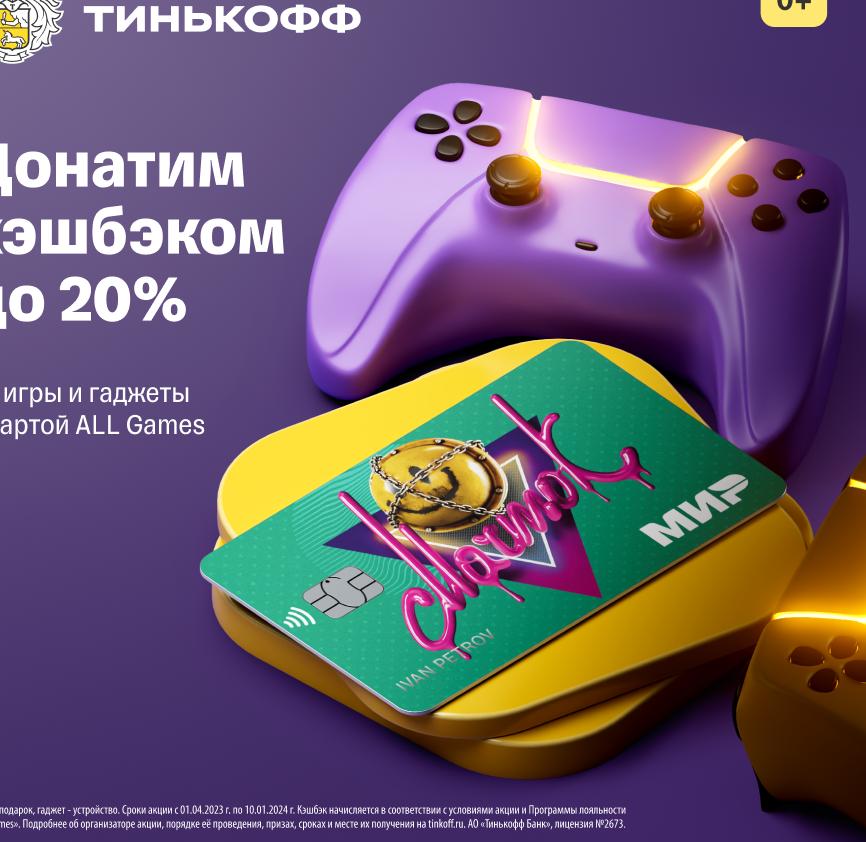 ТИНЬКОФФ
0+
Донатим
кэшбэком
до 20%
игры и гаджеты
артой ALL Games
МИР
IVAN PETROV
подарок, гаджет - устройство. Сроки акции с 01.04.2023 г. по 10.01.2024 г. Кэшбэк начисляется в соответствии с условиями акции и Программы лояльности
mes». Подробнее об организаторе акции, порядке её проведения, призах, сроках и месте их получения на tinkoff.ru. АО «Тинькофф Банк», лицензия №2673.